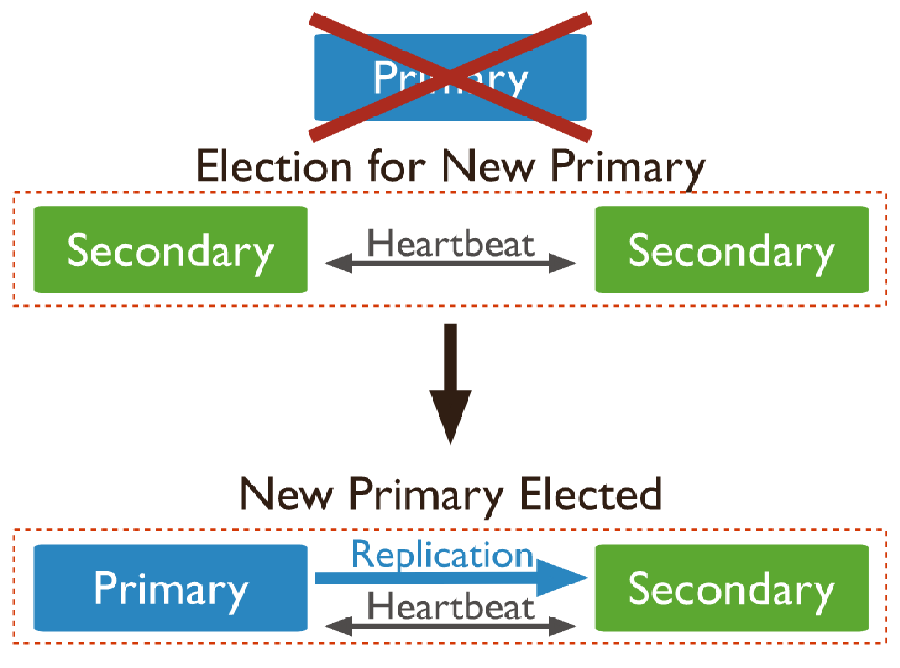 Primary
Election for New Primary
Secondary
Heartbeat
Secondary
New Primary Elected
Primary
Replication
Heartbeat
Secondary